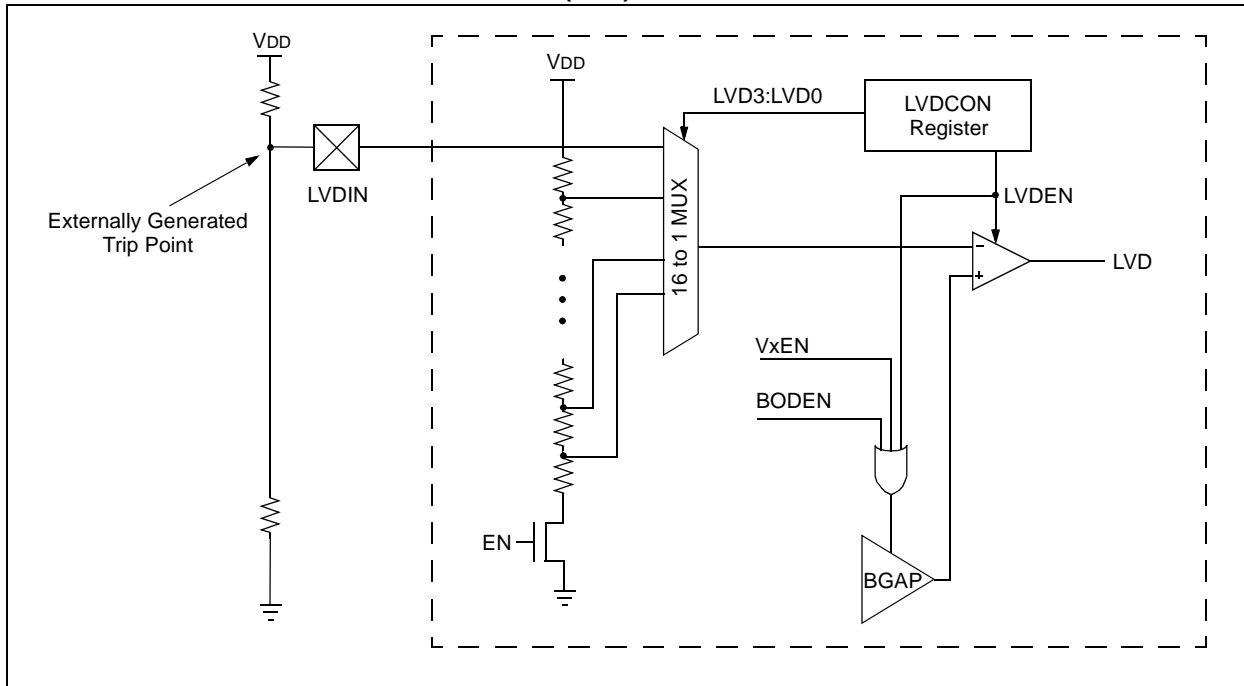 VDD
VDD
LVD3:LVD0
LVDCON
Register
LVDIN
16 to 1 MUX
LVDEN
Externally Generated
Trip Point
–
+
LVD
VxEN
BODEN
EN
BGAP